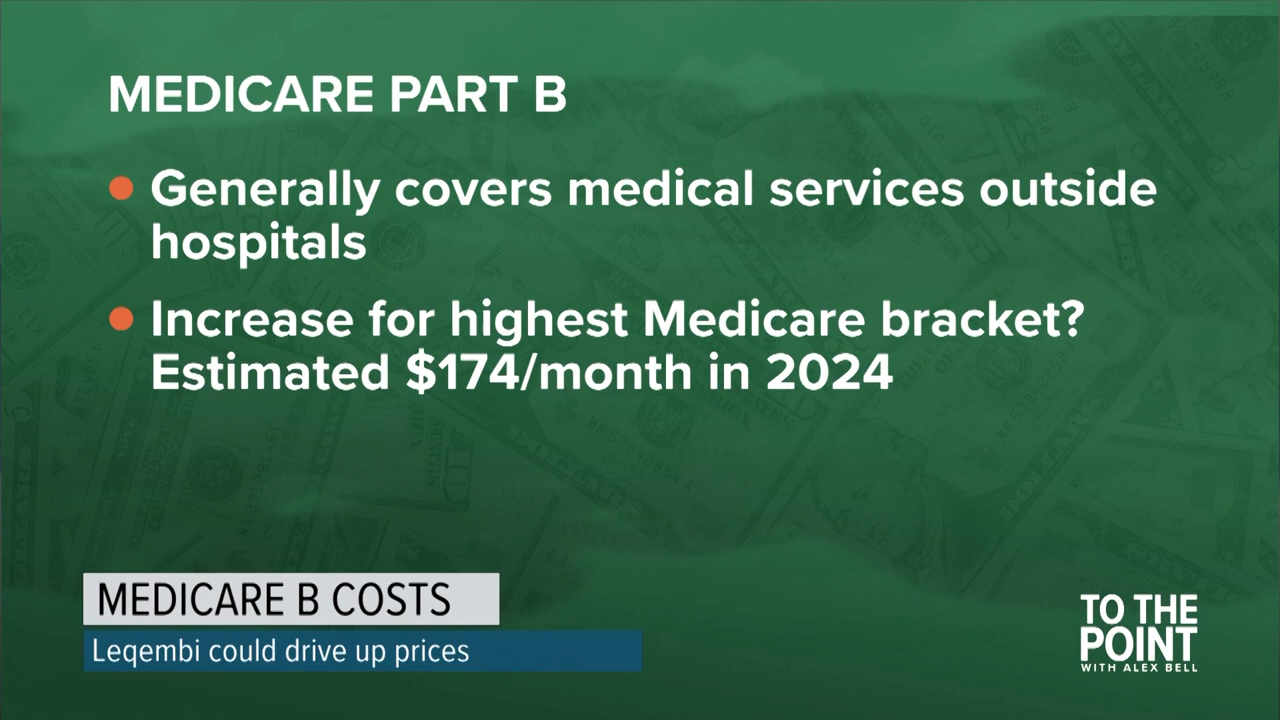 MEDICARE PART B
Generally covers medical services outside
hospitals
Increase for highest Medicare bracket?
Estimated $174/month in 2024
MEDICARE B COSTS
Leqembi could drive up prices
TO THE
POINT
WITH ALEX BELL